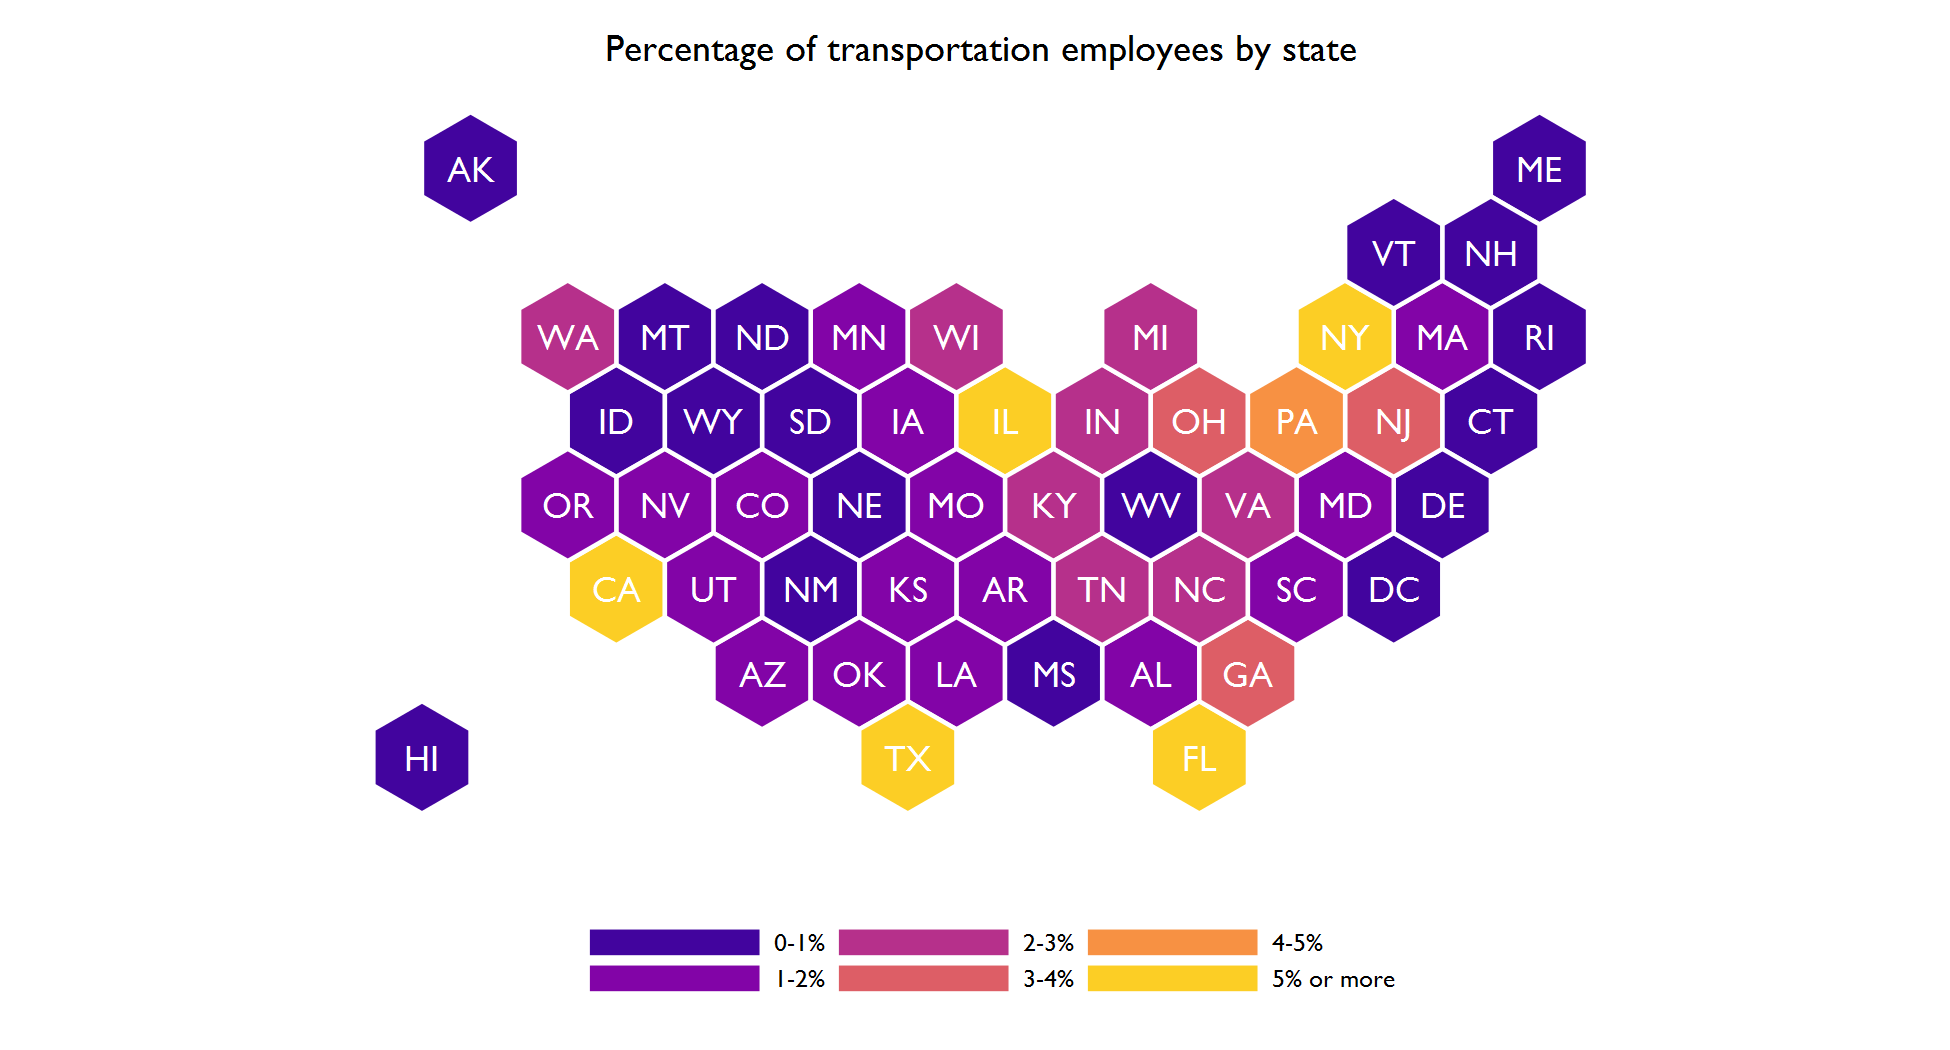 Percentage of transportation employees by state
AK ME
VT NH
WA MT ND MN WI MI NY MA RI
ID WY SD IA IL IN OH PA NJ CT
OR NV CO NE MO KY WV VA MD DE
CA UT NM KS AR TN NC SC DC
AZ OK LA MS AL GA
HI TX FL
0-1% 2-3% 4-5%
1-2% 3-4% 5% or more